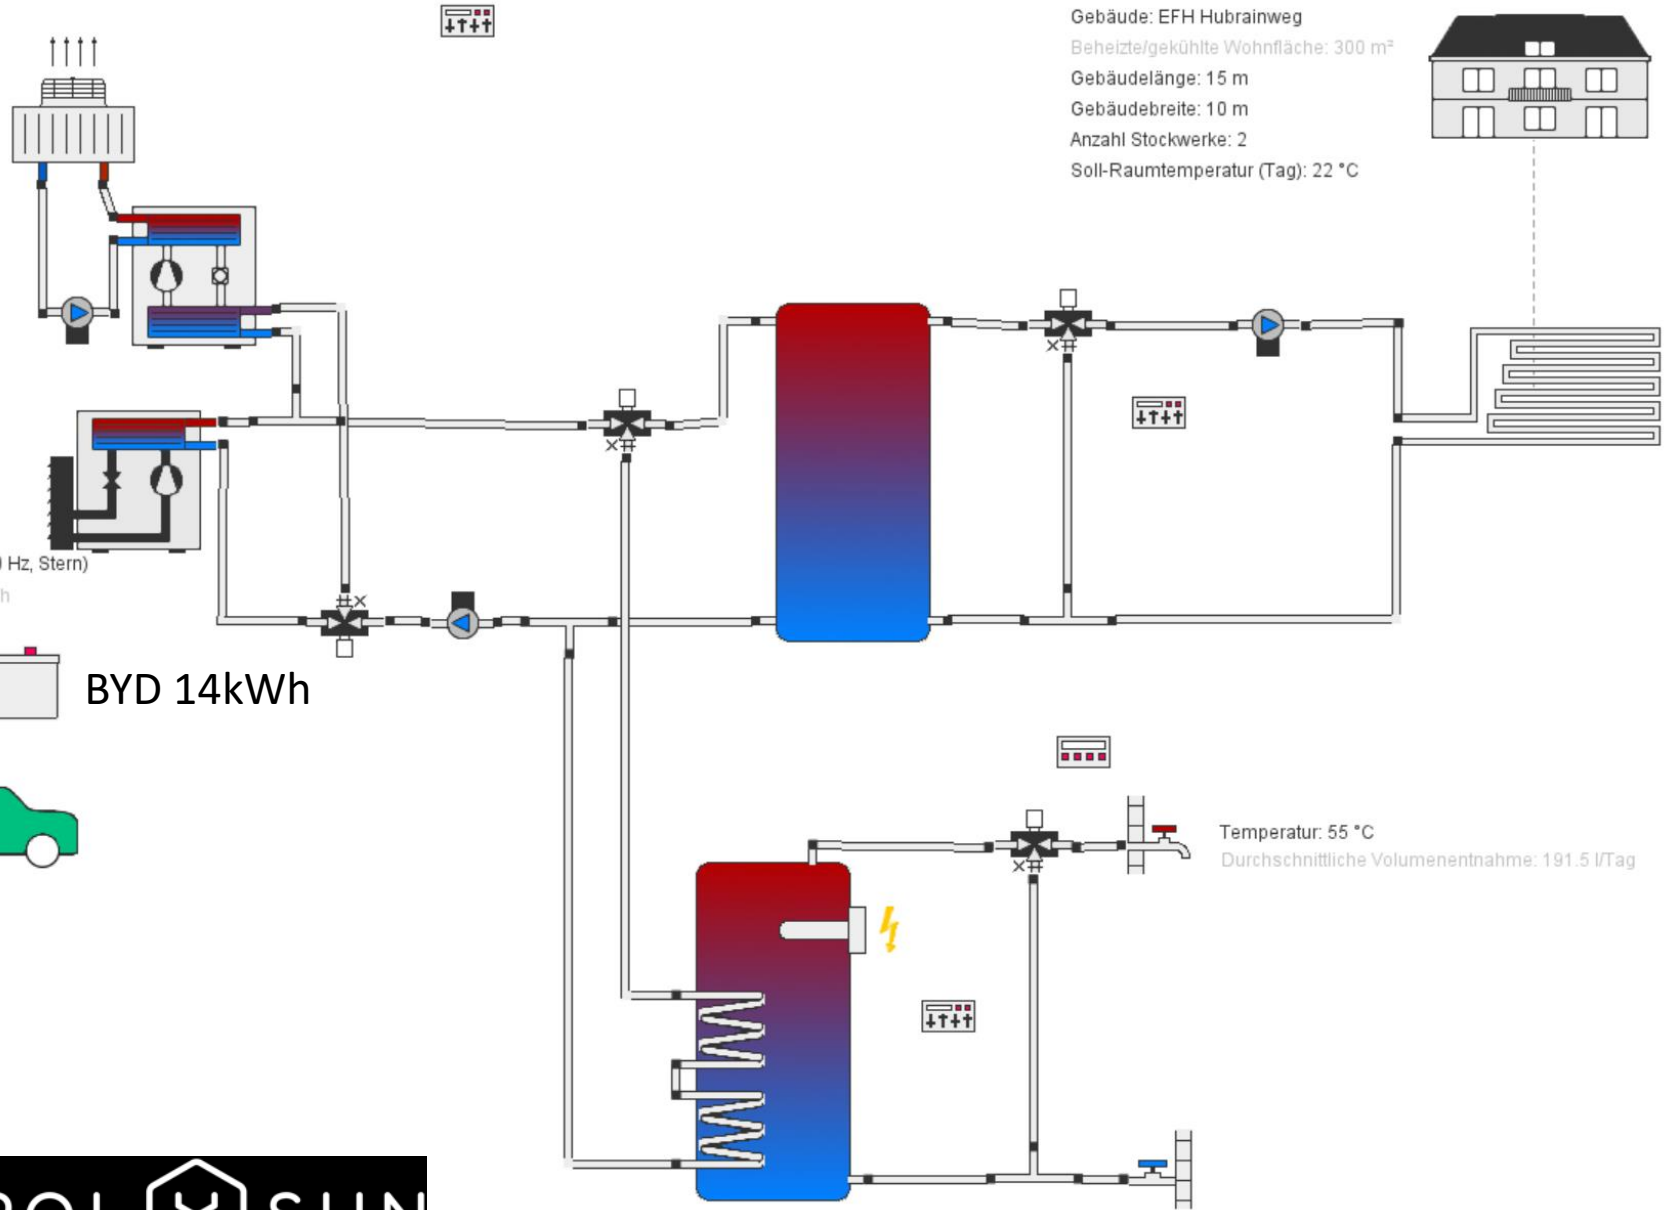 Gebäude: EFH Hubrainweg
Beheizte/gekühlte Wohnfläche: 300 m²
Gebäudelänge: 15 m
Gebäudebreite: 10 m
Anzahl Stockwerke: 2
Soll-Raumtemperatur (Tag): 22 °C
Hz, Stern)
h
BYD 14kWh
Temperatur: 55 °C
Durchschnittliche Volumenentnahme: 191.5 l/Tag
SUN